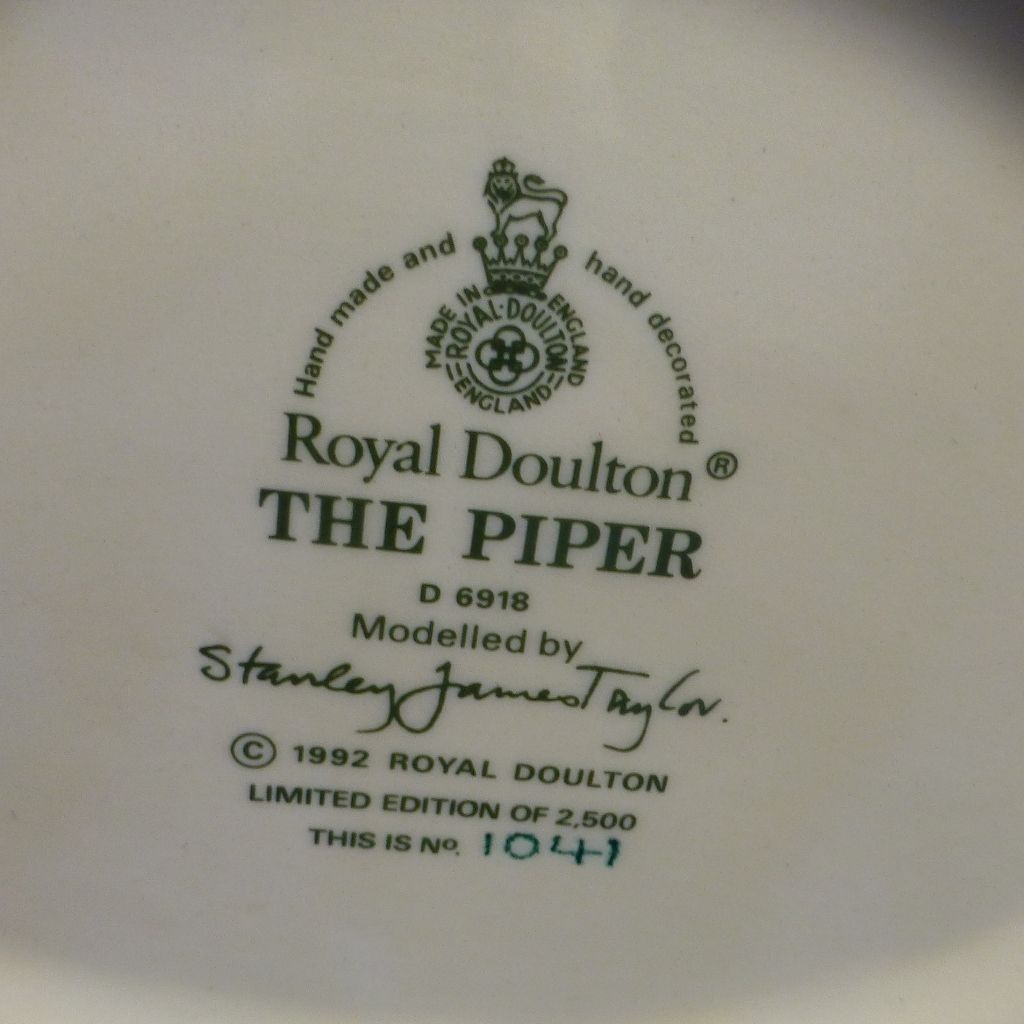 Hand made and hand decorated
MADE IN ENGLAND
ROYAL·DOULTON
ENGLAND
Royal Doulton ®
THE PIPER
D 6918
Modelled by
Stanley James Taylor.
© 1992 ROYAL DOULTON
LIMITED EDITION OF 2,500
THIS IS Nº. 1041